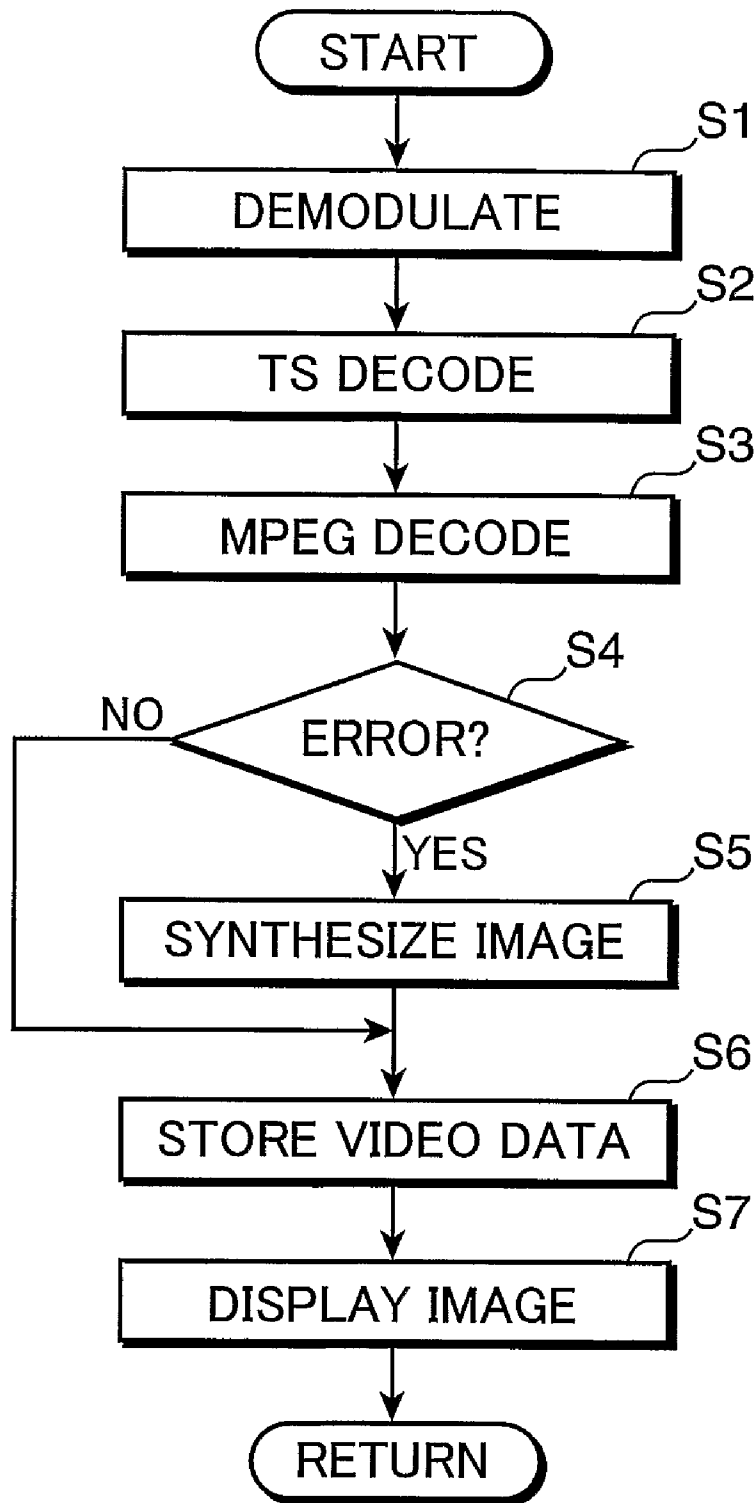 START
S1
DEMODULATE
S2
TS DECODE
S3
MPEG DECODE
S4
NO
ERROR?
YES
S5
SYNTHESIZE IMAGE
S6
STORE VIDEO DATA
S7
DISPLAY IMAGE
RETURN